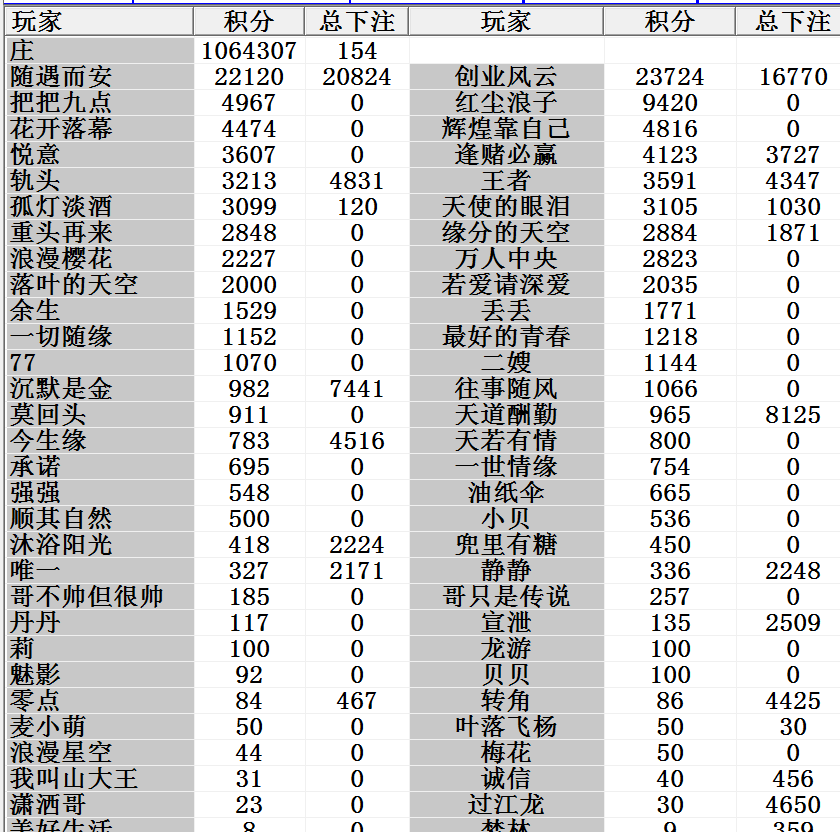 玩家 积分 总下注 玩家 积分 总下注
庄 1064307 154
随遇而安 22120 20824 创业风云 23724 16770
把把九点 4967 0 红尘浪子 9420 0
花开落幕 4474 0 辉煌靠自己 4816 0
悦意 3607 0 逢赌必赢 4123 3727
轨头 3213 4831 王者 3591 4347
孤灯淡酒 3099 120 天使的眼泪 3105 1030
重头再来 2848 0 缘分的天空 2884 1871
浪漫樱花 2227 0 万人中央 2823 0
落叶的天空 2000 0 若爱请深爱 2035 0
余生 1529 0 丢丢 1771 0
一切随缘 1152 0 最好的青春 1218 0
77 1070 0 二嫂 1144 0
沉默是金 982 7441 往事随风 1066 0
莫回头 911 0 天道酬勤 965 8125
今生缘 783 4516 天若有情 800 0
承诺 695 0 一世情缘 754 0
强强 548 0 油纸伞 665 0
顺其自然 500 0 小贝 536 0
沐浴阳光 418 2224 兜里有糖 450 0
唯一 327 2171 静静 336 2248
哥不帅但很帅 185 0 哥只是传说 257 0
丹丹 117 0 宣泄 135 2509
莉 100 0 龙游 100 0
魅影 92 0 贝贝 100 0
零点 84 467 转角 86 4425
麦小萌 50 0 叶落飞杨 50 30
浪漫星空 44 0 梅花 50 0
我叫山大王 31 0 诚信 40 456
潇洒哥 23 0 过江龙 30 4650
美好生活 8 0 梦林 9 359